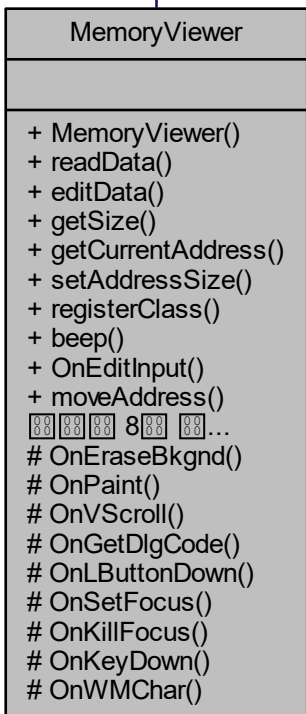 MemoryViewer
+ MemoryViewer()
+ readData()
+ editData()
+ getSize()
+ getCurrentAddress()
+ setAddressSize()
+ registerClass()
+ beep()
+ OnEditInput()
+ moveAddress()
8 ...
# OnEraseBkgnd()
# OnPaint()
# OnVScroll()
# OnGetDlgCode()
# OnLButtonDown()
# OnSetFocus()
# OnKillFocus()
# OnKeyDown()
# OnWMChar()